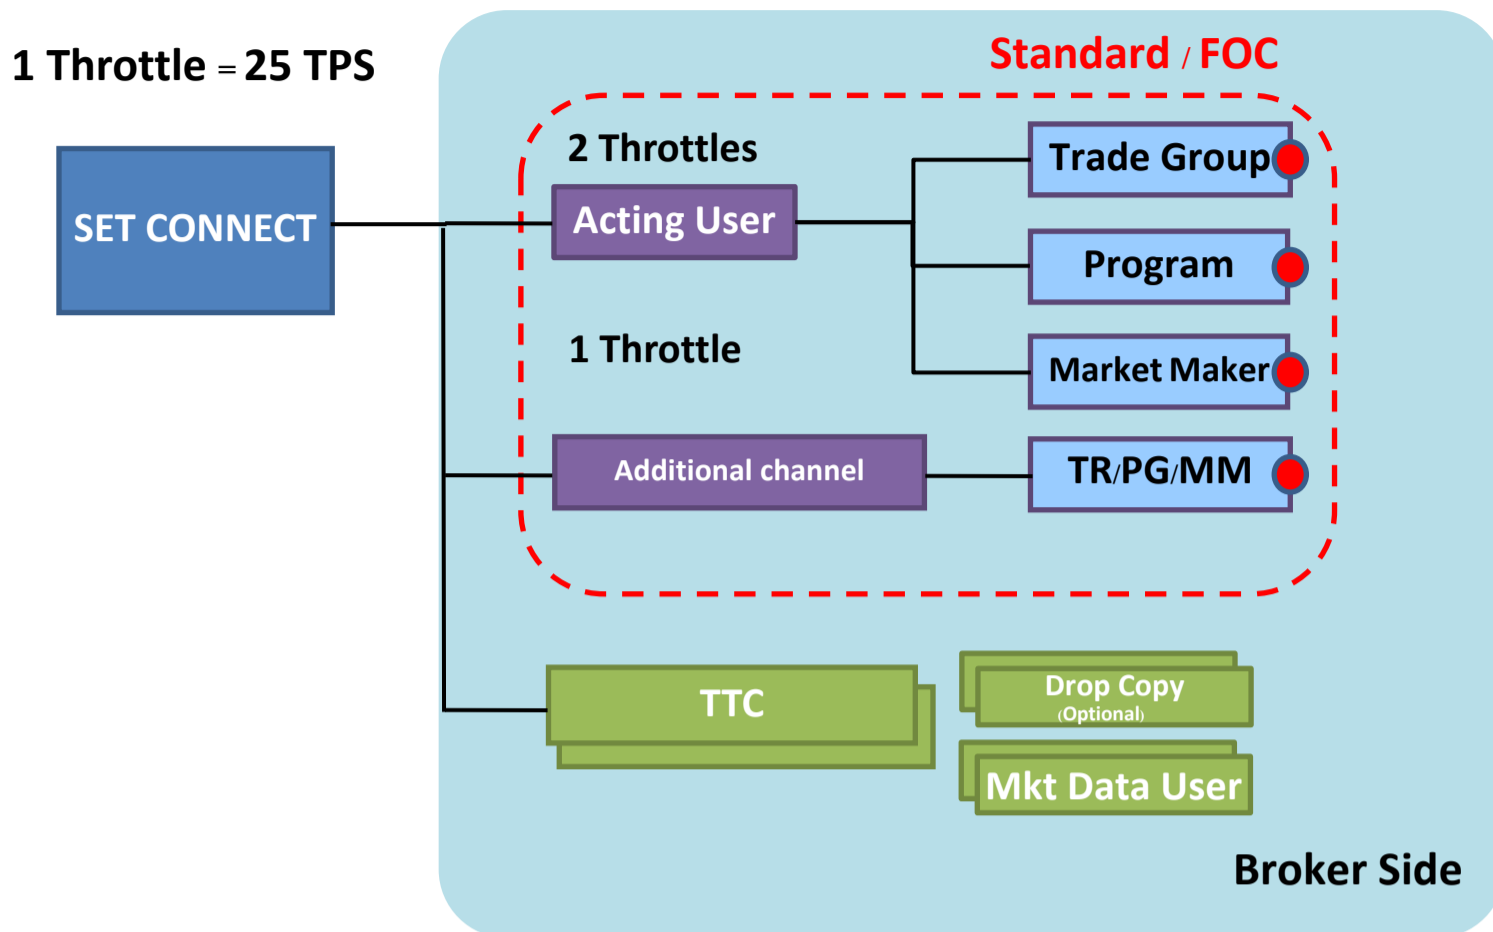 1 Throttle = 25 TPS
Standard / FOC
SET CONNECT
2 Throttles
Acting User
Trade Group
Program
1 Throttle
Market Maker
Additional channel
TR/PG/MM
TTC
Drop Copy
(Optional)
Mkt Data User
Broker Side